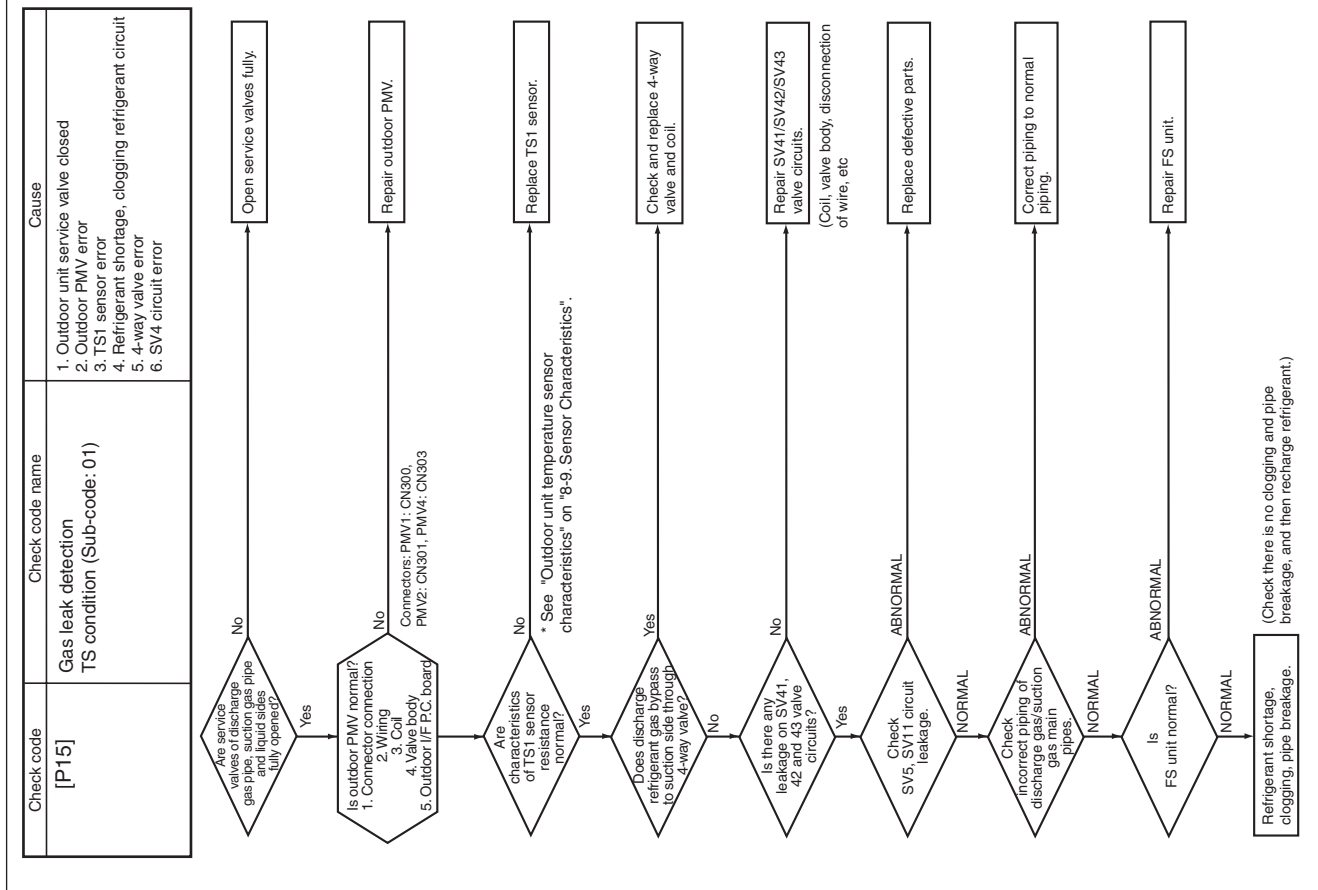 Check code
Check code name
Cause
[P15]
Gas leak detection
TS condition (Sub-code: 01)
1. Outdoor unit service valve closed
2. Outdoor PMV error
3. TS1 sensor error
4. Refrigerant shortage, clogging refrigerant circuit
5. 4-way valve error
6. SV4 circuit error
Are service
valves of discharge
gas pipe, suction gas pipe
and liquid sides
fully opened?
No
Open service valves fully.
Yes
Is outdoor PMV normal?
1. Connector connection
2. Wiring
3. Coil
4. Valve body
5. Outdoor I/F P.C. board
No
Repair outdoor PMV.
Connectors: PMV1: CN300,
PMV2: CN301, PMV4: CN303
Are
characteristics
of TS1 sensor
resistance
normal?
No
Replace TS1 sensor.
* See "Outdoor unit temperature sensor
characteristics" on "8-9. Sensor Characteristics".
Yes
Does discharge
refrigerant gas bypass
to suction side through
4-way valve?
Yes
Check and replace 4-way
valve and coil.
No
Is there any
leakage on SV41,
42 and 43 valve
circuits?
No
Repair SV41/SV42/SV43
valve circuits.
(Coil, valve body, disconnection
of wire, etc
Yes
Check
SV5, SV11 circuit
leakage.
ABNORMAL
Replace defective parts.
NORMAL
Check
incorrect piping of
discharge gas/suction
gas main
pipes.
ABNORMAL
Correct piping to normal
piping.
NORMAL
Is
FS unit normal?
ABNORMAL
Repair FS unit.
NORMAL
Refrigerant shortage,
clogging, pipe breakage.
(Check there is no clogging and pipe
breakage, and then recharge refrigerant.)